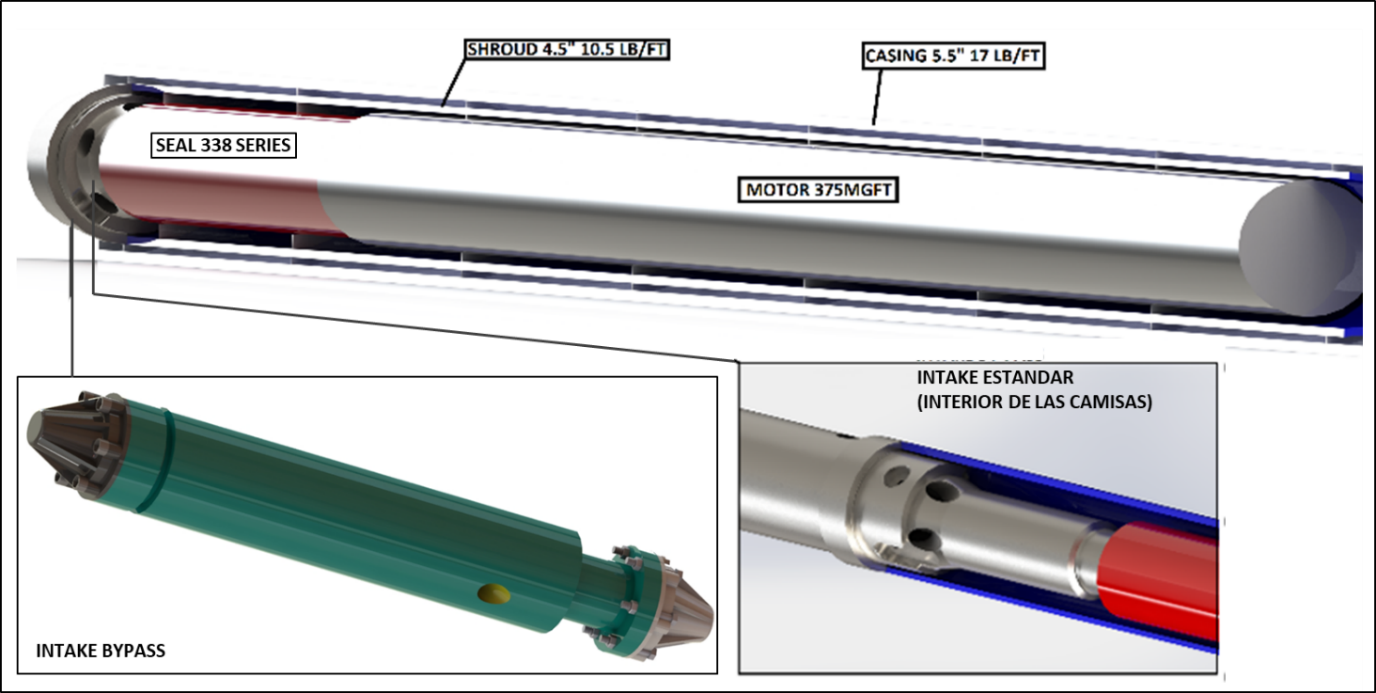 SHROUD 4.5" 10.5 LB/FT
CASING 5.5" 17 LB/FT
SEAL 338 SERIES
MOTOR 375MGFT
INTAKE ESTANDAR
(INTERIOR DE LAS CAMISAS)
INTAKE BYPASS